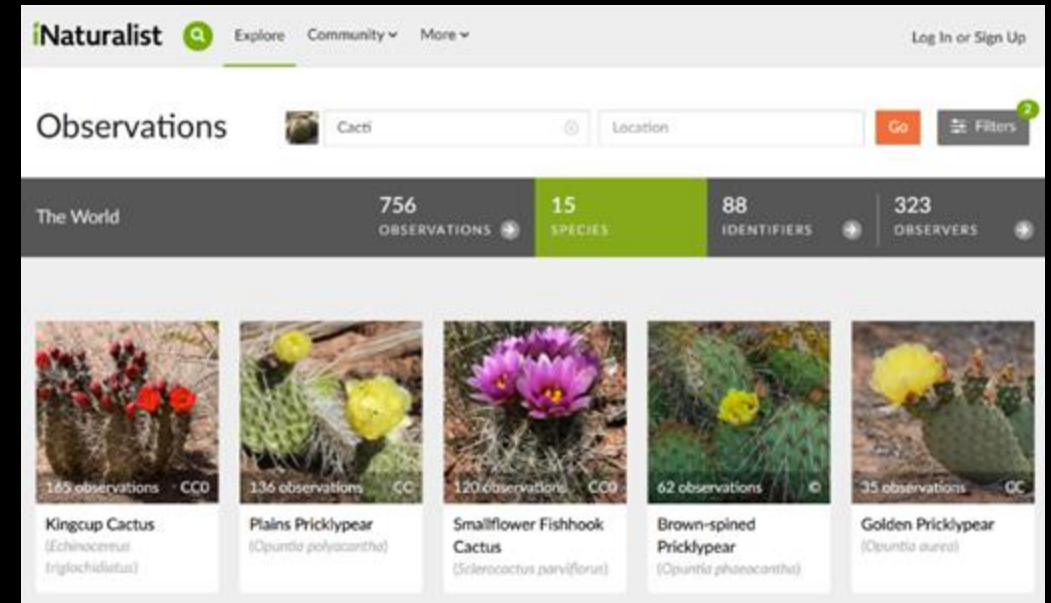 iNaturalist Explore Community More Log In or Sign Up
2
Observations Cacti Location Go Filters
The World 756 15 88 323
OBSERVATIONS SPECIES IDENTIFIERS OBSERVERS
165 observations CC0 136 observations CC 120 observations CC0 62 observations © 35 observations CC
Kingcup Cactus Plains Pricklypear Smallflower Fishhook Brown-spined Golden Pricklypear
(Echinocereus (Opuntia polyacantha) Cactus Pricklypear (Opuntia aurea)
triglochidiatus) (Sclerocactus parviflorus) (Opuntia phaeacantha)